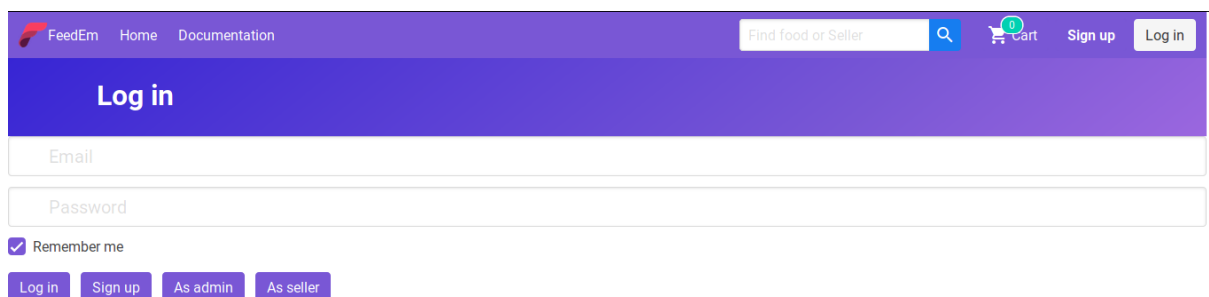 FeedEm Home Documentation Find food or Seller 0 Cart Sign up Log in
Log in
Email
Password
Remember me
Log in Sign up As admin As seller